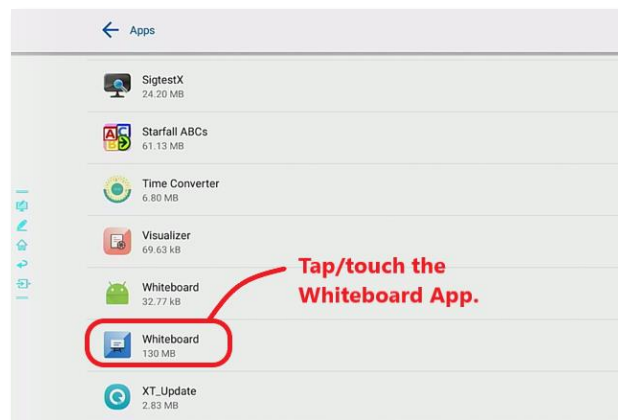 Apps
SigtestX
24.20 MB
Starfall ABCs
61.13 MB
Time Converter
6.80 MB
Visualizer
69.63 kB
Whiteboard
32.77 kB
Tap/touch the
Whiteboard App.
Whiteboard
130 MB
XT_Update
2.83 MB